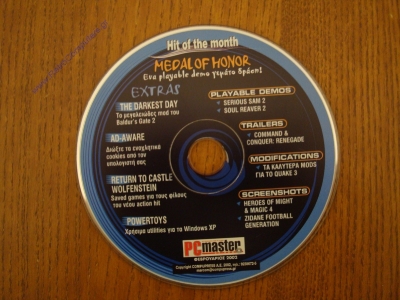 Hit of the month
MEDAL OF HONOR
Ενα playable demo γεμάτο δράση!
EXTRAS
THE DARKEST DAY
Το μεγαλειώδες mod του
Baldur's Gate 2
AD-AWARE
Διώξτε τα ενοχλητικά
cookies από τον
υπολογιστή σας
RETURN TO CASTLE
WOLFENSTEIN
Saved games για τους φίλους
του νέου action hit
POWERTOYS
Χρήσιμα utilities για τα Windows XP
PLAYABLE DEMOS
SERIOUS SAM 2
SOUL REAVER 2
TRAILERS
COMMAND &
CONQUER: RENEGADE
MODIFICATIONS
ΤΑ ΚΑΛΥΤΕΡΑ MODS
ΓΙΑ ΤΟ QUAKE 3
SCREENSHOTS
HEROES OF MIGHT
& MAGIC 4
ZIDANE FOOTBALL
GENERATION
PC master
ΦΕΒΡΟΥΑΡΙΟΣ 2002